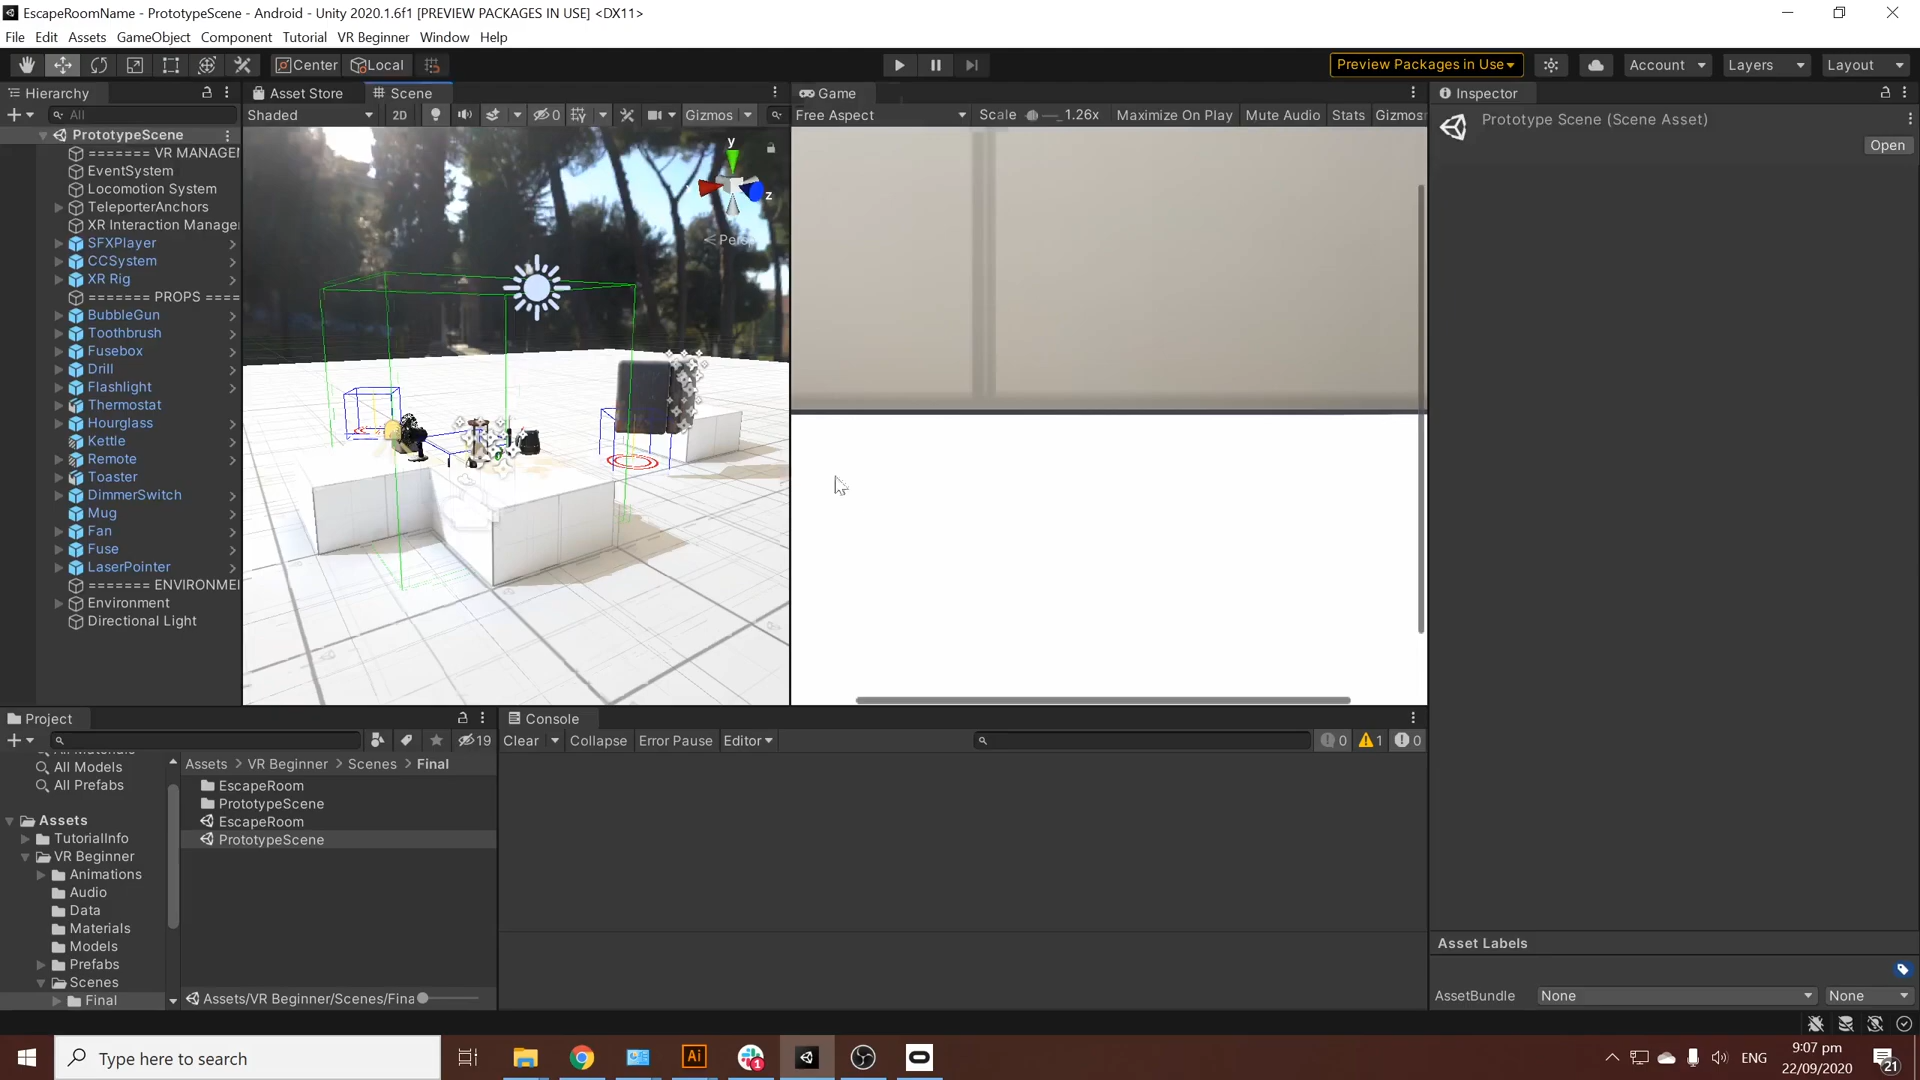 EscapeRoomName - PrototypeScene - Android - Unity 2020.1.6f1 [PREVIEW PACKAGES IN USE] <DX11>
File Edit Assets GameObject Component Tutorial VR Beginner Window Help
Center Local Preview Packages in Use Account Layers Layout
Hierarchy Asset Store Scene Game Inspector
All Shaded 2D 0 Gizmos Free Aspect Scale 1.26x Maximize On Play Mute Audio Stats Gizmos
Prototype Scene (Scene Asset)
Open
PrototypeScene
======= VR MANAGEM
EventSystem
Locomotion System
TeleporterAnchors
XR Interaction Manage
SFXPlayer
CCSystem
XR Rig
======= PROPS ====
BubbleGun
Toothbrush
Fusebox
Drill
Flashlight
Thermostat
Hourglass
Kettle
Remote
Toaster
DimmerSwitch
Mug
Fan
Fuse
LaserPointer
======= ENVIRONME
Environment
Directional Light
y
z
Persp
Project Console
19 Clear Collapse Error Pause Editor 0 1 0
All Materials
All Models
All Prefabs
Assets
TutorialInfo
VR Beginner
Animations
Audio
Data
Materials
Models
Prefabs
Scenes
Final
Assets > VR Beginner > Scenes > Final
EscapeRoom
PrototypeScene
EscapeRoom
PrototypeScene
Assets/VR Beginner/Scenes/Fina
Asset Labels
AssetBundle None None
Type here to search
Ai
1
ENG
9:07 pm
22/09/2020
21